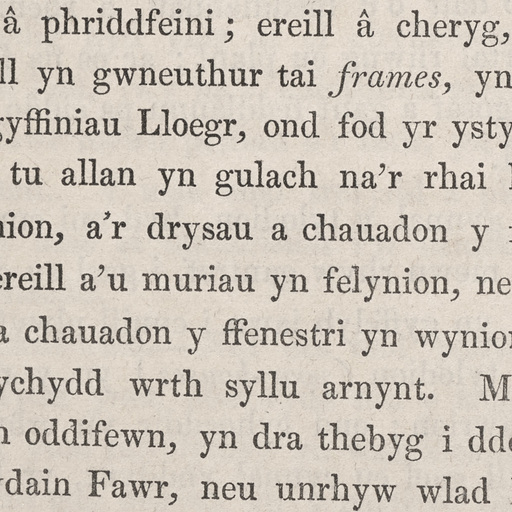 â phriddfeini; ereill â cheryg,
ll yn gwneuthur tai frames, yn
gyffiniau Lloegr, ond fod yr ysty
tu allan yn gulach na'r rhai
nion, a'r drysau a chauadon y
ereill a'u muriau yn felynion, ne
a chauadon y ffenestri yn wynion
ychydd wrth syllu arnynt. M
n oddifewn, yn dra thebyg i dde
ydain Fawr, neu unrhyw wlad